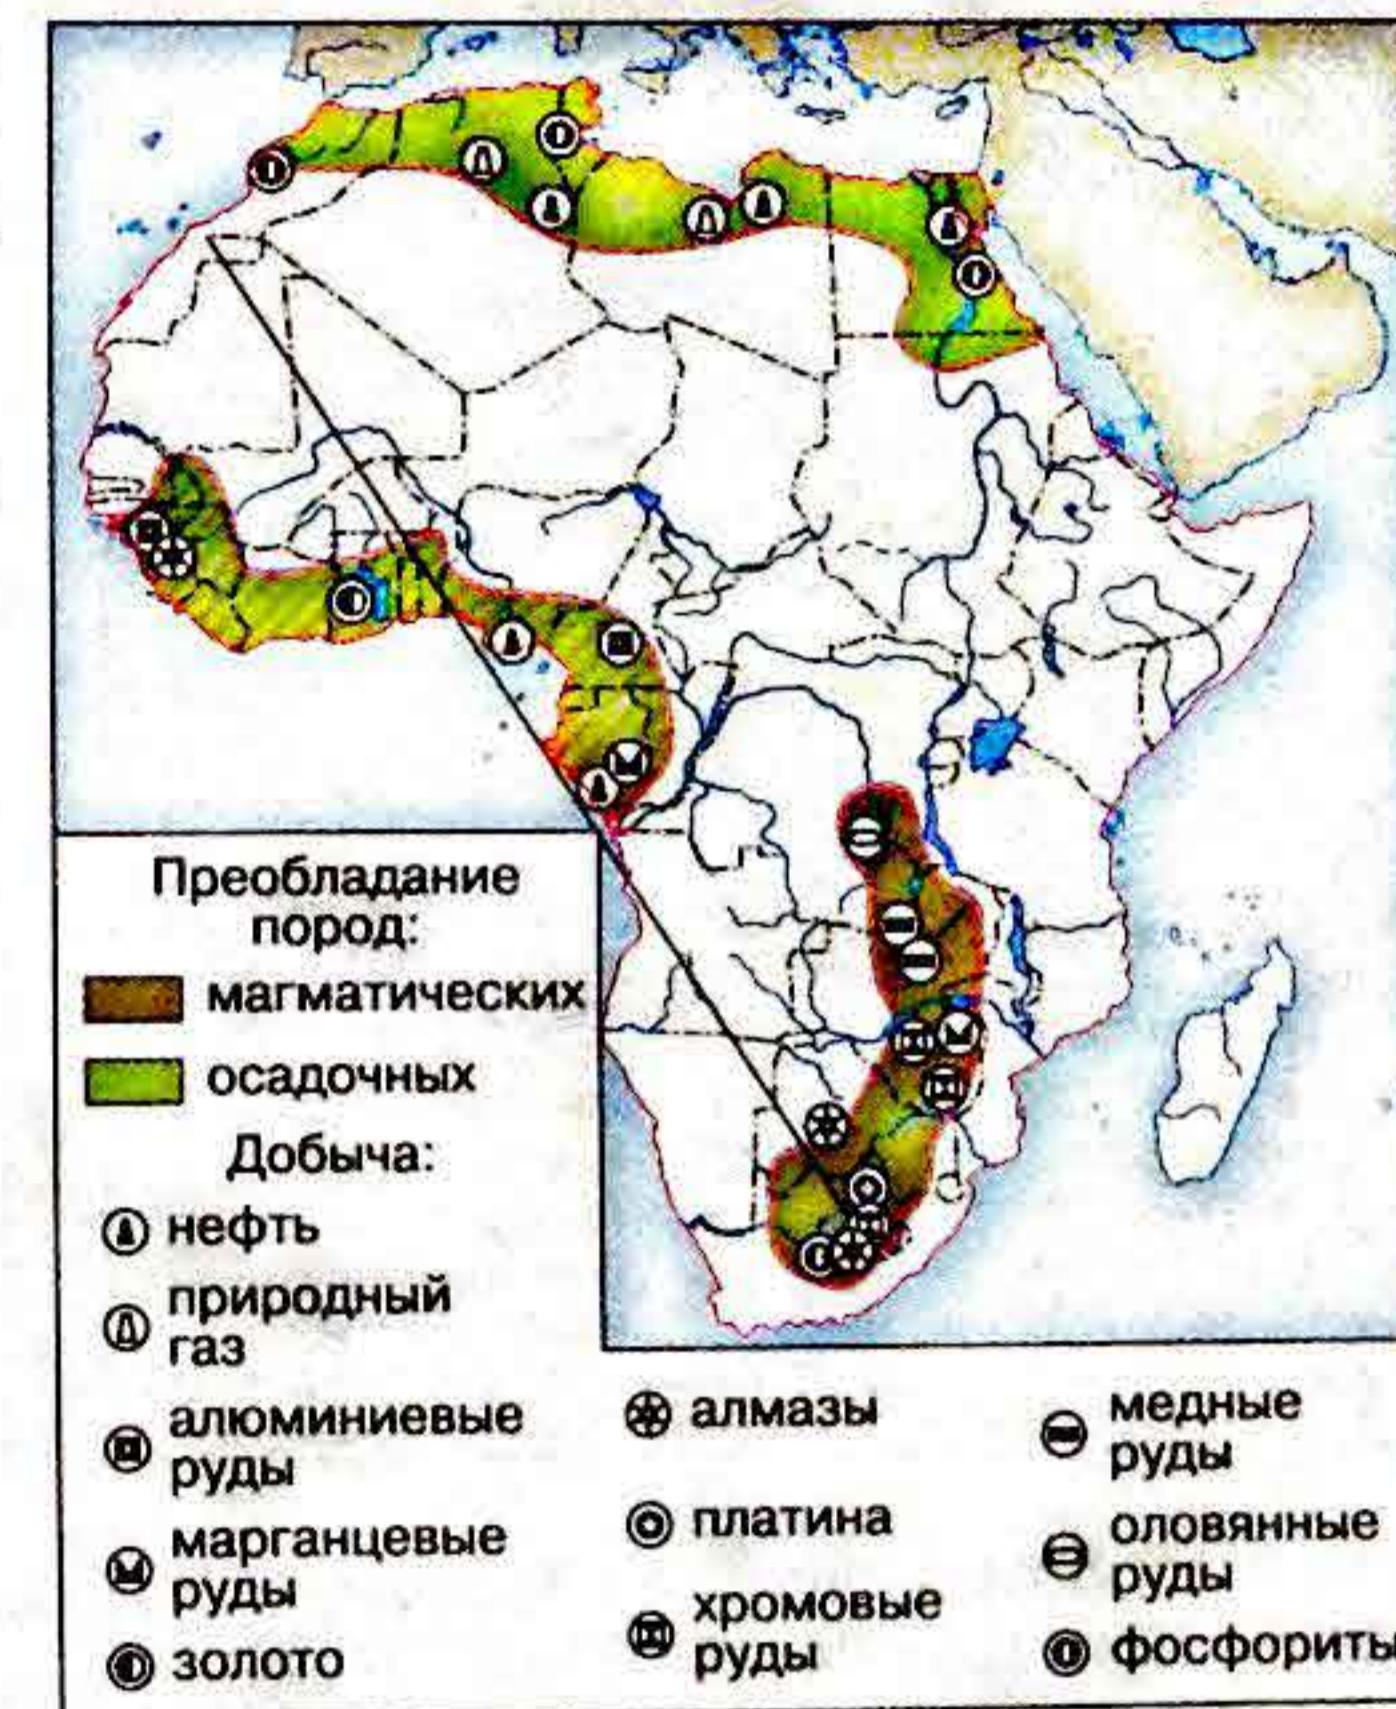 Преобладание
пород:
магматических
осадочных
Добыча:
нефть
природный
газ
алюминиевые
руды
марганцевые
руды
золото
алмазы
платина
хромовые
руды
медные
руды
оловянные
руды
фосфориты